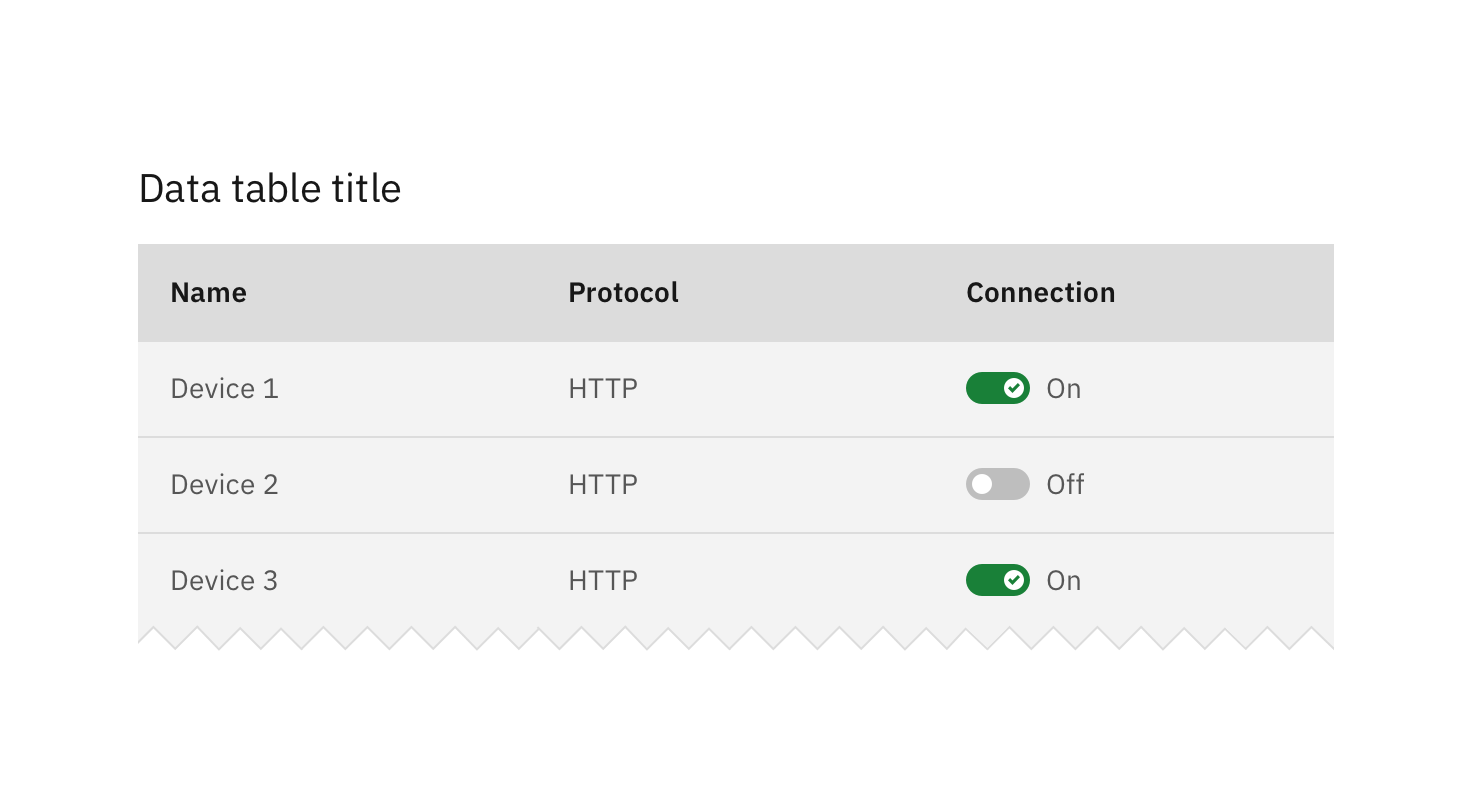 Data table title
Name Protocol Connection
Device 1 HTTP On
Device 2 HTTP Off
Device 3 HTTP On